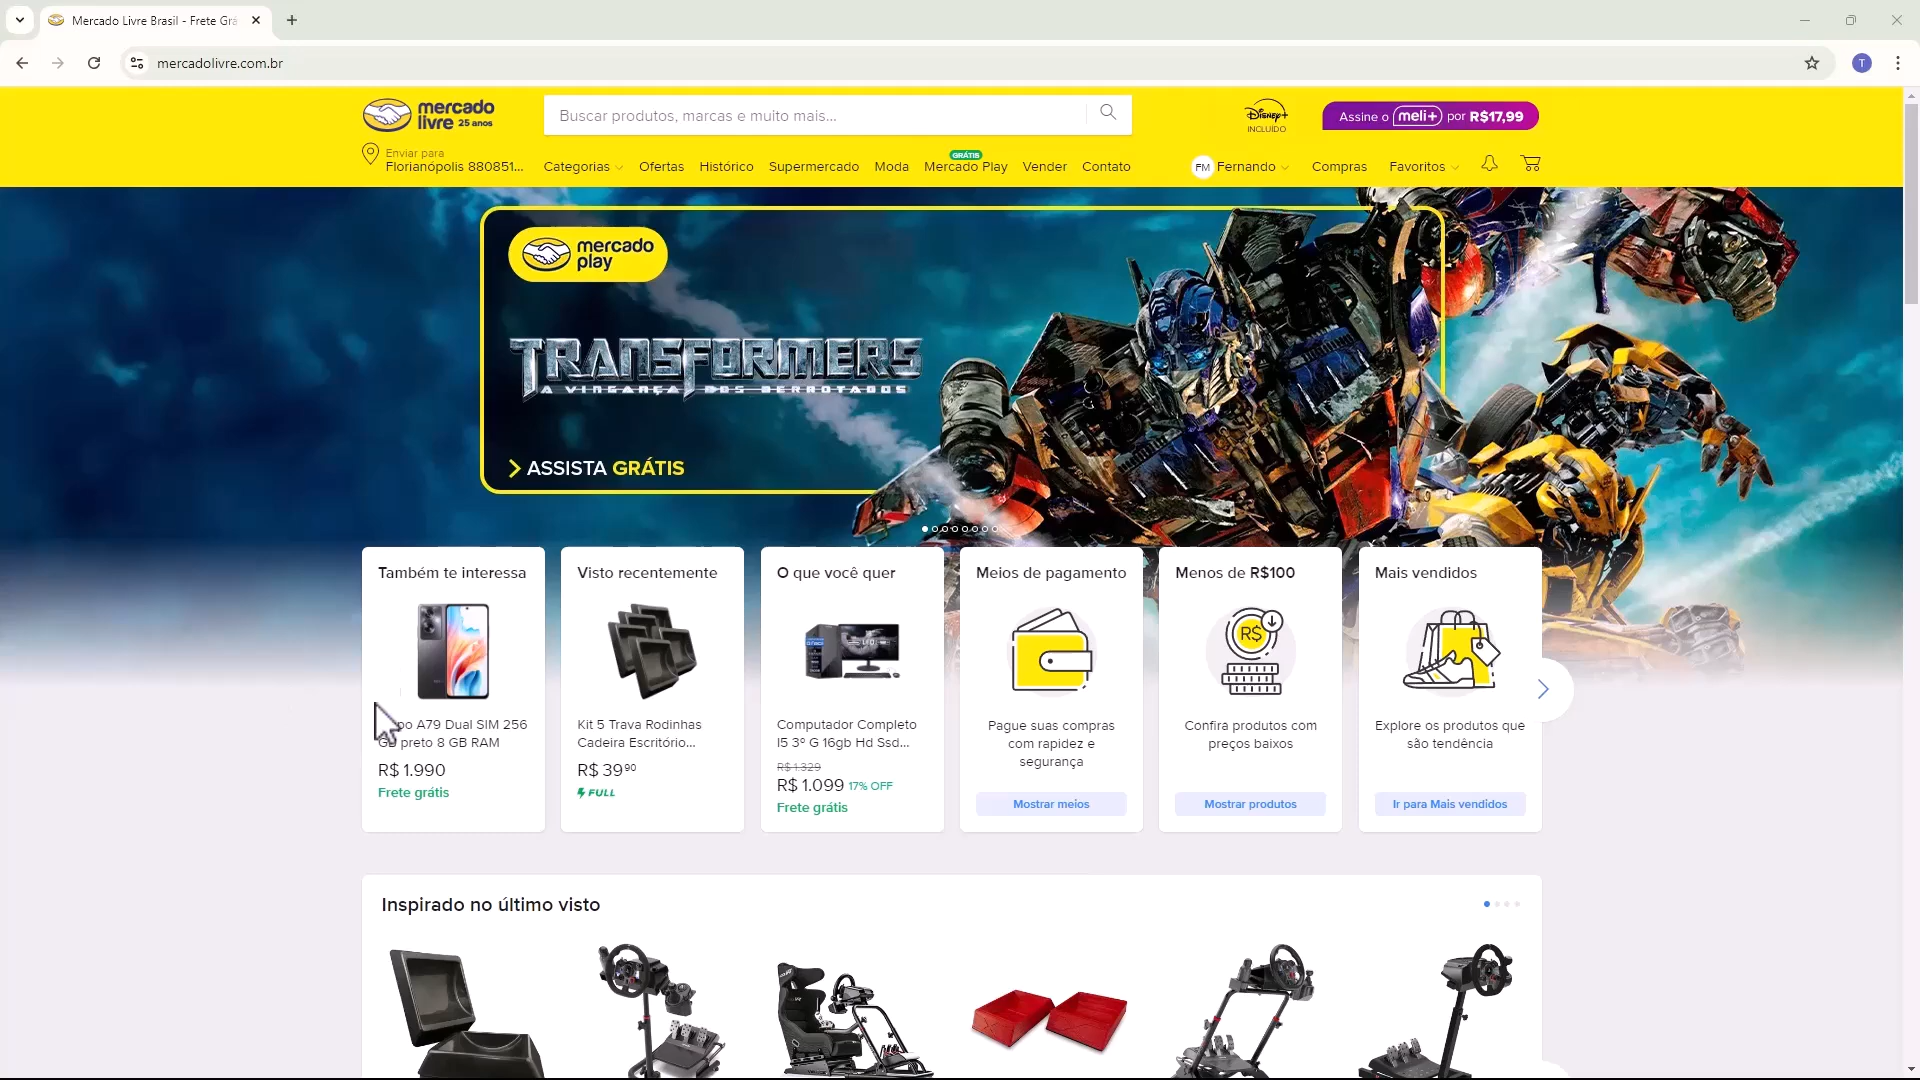 Mercado Livre Brasil - Frete Grá
mercadolivre.com.br
mercado
livre 25 anos
Buscar produtos, marcas e muito mais...
Disney+
INCLUÍDO
Assine o meli+ por R$17,99
Enviar para
Florianópolis 880851...
Categorias
Ofertas
Histórico
Supermercado
Moda
GRÁTIS
Mercado Play
Vender
Contato
FM Fernando
Compras
Favoritos
T
mercado
play
TRANSFORMERS
A VINGANÇA DOS DERROTADOS
ASSISTA GRÁTIS
Também te interessa
A79 Dual SIM 256
GB preto 8 GB RAM
R$ 1.990
Frete grátis
Visto recentemente
Kit 5 Trava Rodinhas
Cadeira Escritório...
R$ 39 90
FULL
O que você quer
Computador Completo
I5 3º G 16gb Hd Ssd...
R$ 1.329
R$ 1.099 17% OFF
Frete grátis
Meios de pagamento
Pague suas compras
com rapidez e
segurança
Mostrar meios
Menos de R$100
R$
Confira produtos com
preços baixos
Mostrar produtos
Mais vendidos
Explore os produtos que
são tendência
Ir para Mais vendidos
Inspirado no último visto